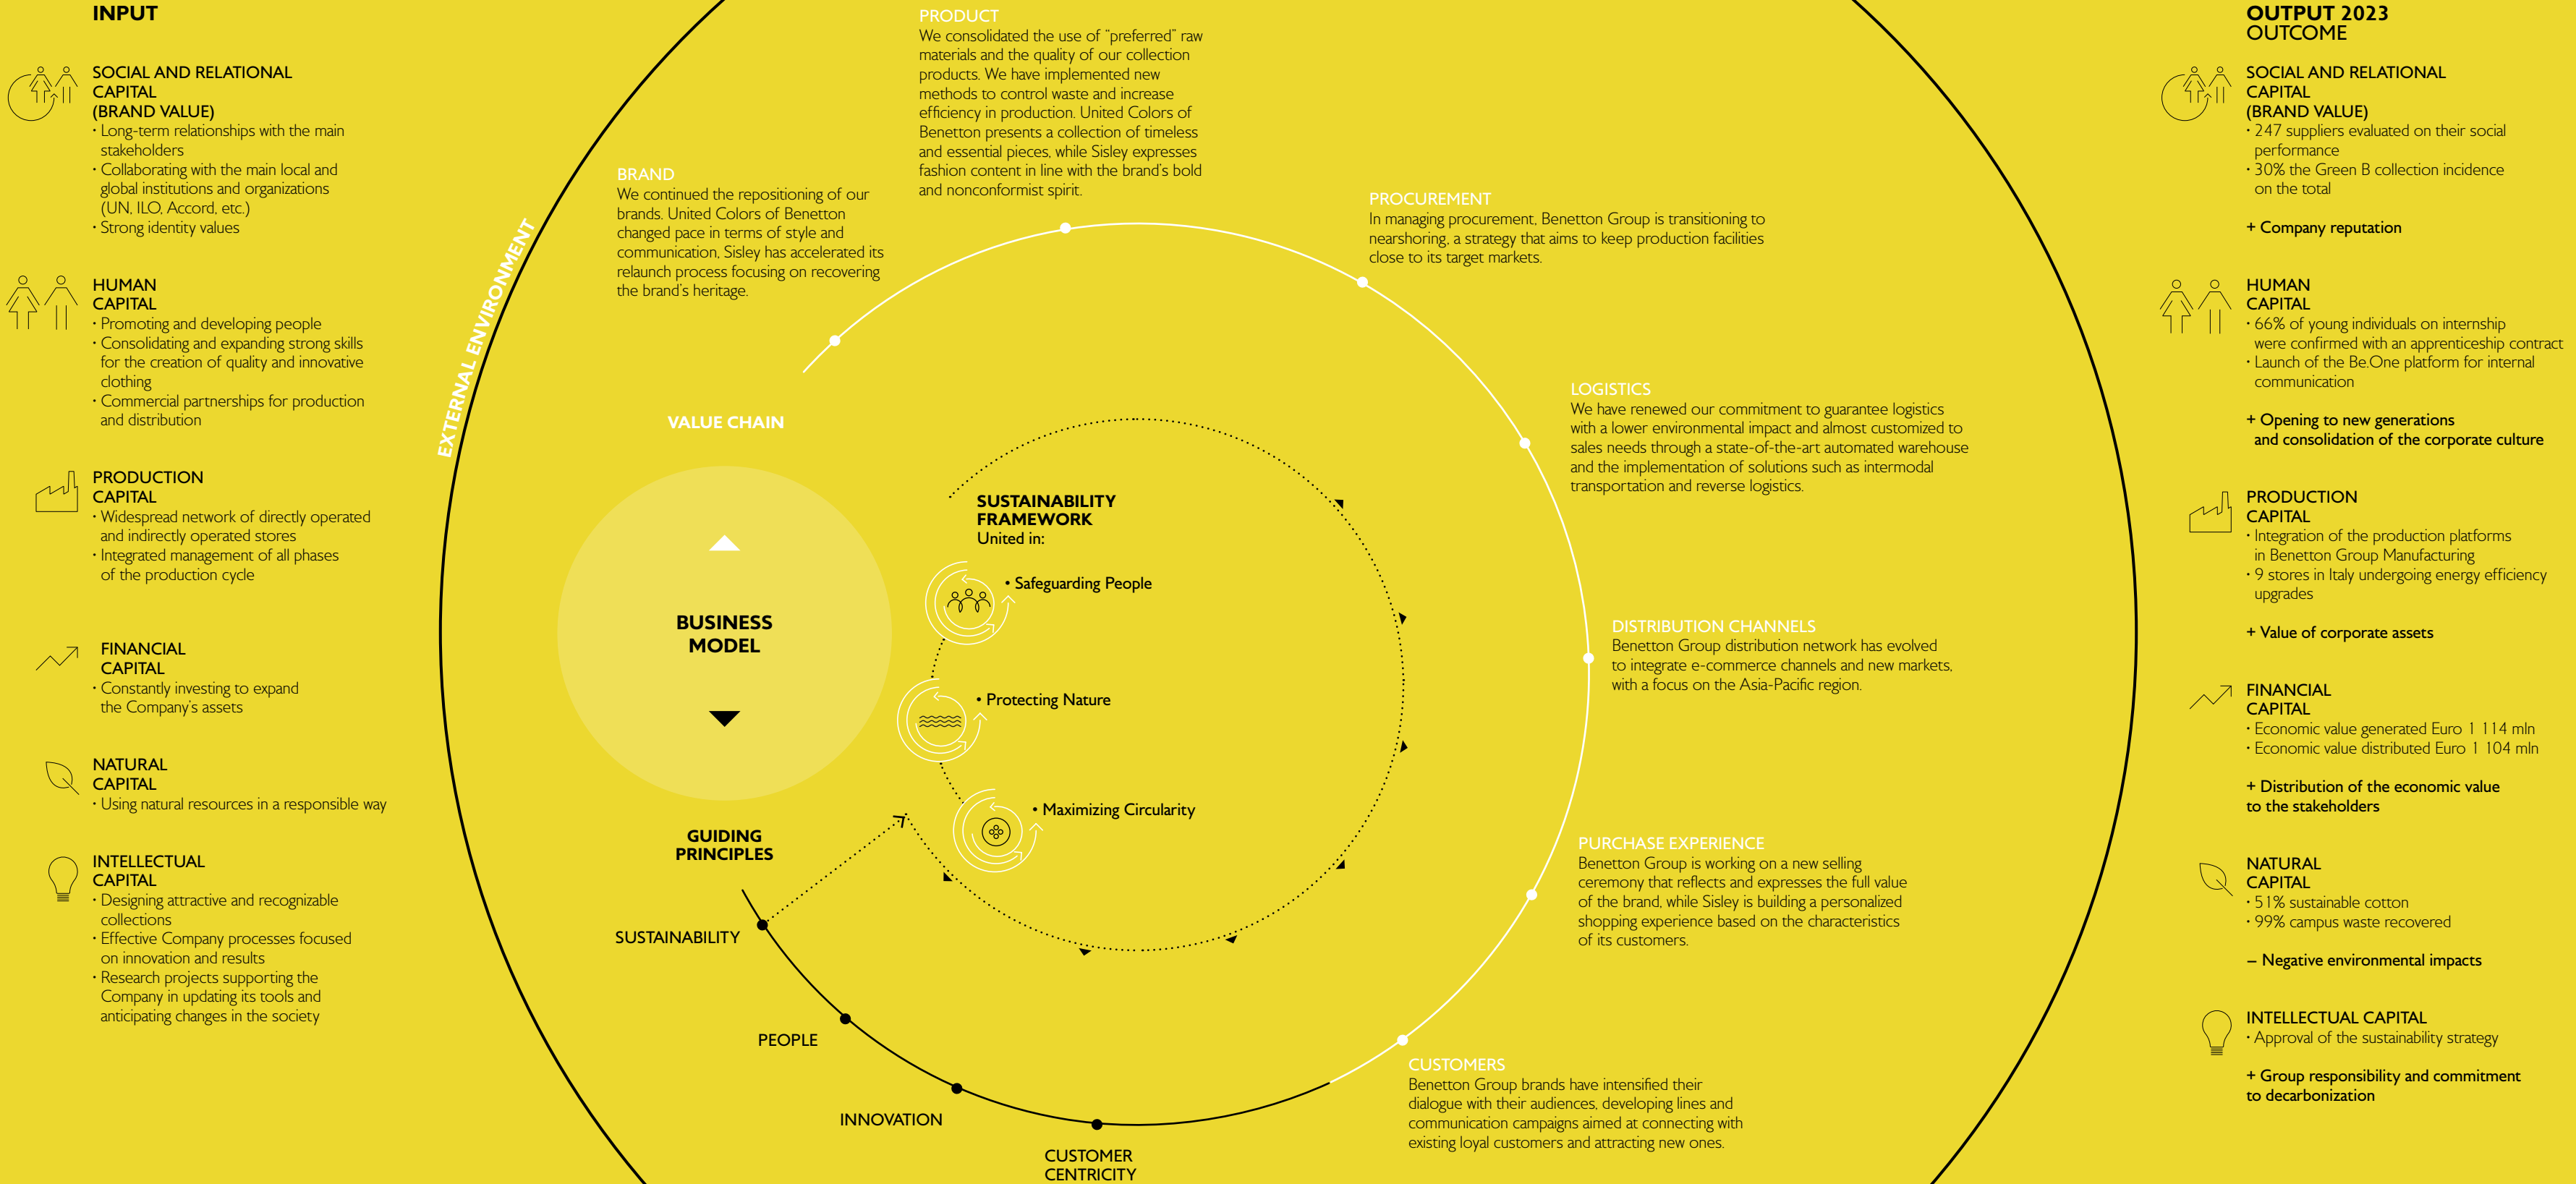 INPUT
SOCIAL AND RELATIONAL
CAPITAL
(BRAND VALUE)
• Long-term relationships with the main
stakeholders
• Collaborating with the main local and
global institutions and organizations
(UN, ILO, Accord, etc.)
• Strong identity values
HUMAN
CAPITAL
• Promoting and developing people
• Consolidating and expanding strong skills
for the creation of quality and innovative
clothing
• Commercial partnerships for production
and distribution
PRODUCTION
CAPITAL
• Widespread network of directly operated
and indirectly operated stores
• Integrated management of all phases
of the production cycle
FINANCIAL
CAPITAL
• Constantly investing to expand
the Company's assets
NATURAL
CAPITAL
• Using natural resources in a responsible way
INTELLECTUAL
CAPITAL
• Designing attractive and recognizable
collections
• Effective Company processes focused
on innovation and results
• Research projects supporting the
Company in updating its tools and
anticipating changes in the society
EXTERNAL ENVIRONMENT
BRAND
We continued the repositioning of our
brands. United Colors of Benetton
changed pace in terms of style and
communication, Sisley has accelerated its
relaunch process focusing on recovering
the brand's heritage.
PRODUCT
We consolidated the use of "preferred" raw
materials and the quality of our collection
products. We have implemented new
methods to control waste and increase
efficiency in production. United Colors of
Benetton presents a collection of timeless
and essential pieces, while Sisley expresses
fashion content in line with the brand's bold
and nonconformist spirit.
PROCUREMENT
In managing procurement, Benetton Group is transitioning to
nearshoring, a strategy that aims to keep production facilities
close to its target markets.
LOGISTICS
We have renewed our commitment to guarantee logistics
with a lower environmental impact and almost customized to
sales needs through a state-of-the-art automated warehouse
and the implementation of solutions such as intermodal
transportation and reverse logistics.
DISTRIBUTION CHANNELS
Benetton Group distribution network has evolved
to integrate e-commerce channels and new markets,
with a focus on the Asia-Pacific region.
PURCHASE EXPERIENCE
Benetton Group is working on a new selling
ceremony that reflects and expresses the full value
of the brand, while Sisley is building a personalized
shopping experience based on the characteristics
of its customers.
CUSTOMERS
Benetton Group brands have intensified their
dialogue with their audiences, developing lines and
communication campaigns aimed at connecting with
existing loyal customers and attracting new ones.
VALUE CHAIN
BUSINESS
MODEL
GUIDING
PRINCIPLES
SUSTAINABILITY
PEOPLE
INNOVATION
CUSTOMER
CENTRICITY
SUSTAINABILITY
FRAMEWORK
United in:
• Safeguarding People
• Protecting Nature
• Maximizing Circularity
OUTPUT 2023
OUTCOME
SOCIAL AND RELATIONAL
CAPITAL
(BRAND VALUE)
• 247 suppliers evaluated on their social
performance
• 30% the Green B collection incidence
on the total
+ Company reputation
HUMAN
CAPITAL
• 66% of young individuals on internship
were confirmed with an apprenticeship contract
• Launch of the Be.One platform for internal
communication
+ Opening to new generations
and consolidation of the corporate culture
PRODUCTION
CAPITAL
• Integration of the production platforms
in Benetton Group Manufacturing
• 9 stores in Italy undergoing energy efficiency
upgrades
+ Value of corporate assets
FINANCIAL
CAPITAL
• Economic value generated Euro 1 114 mln
• Economic value distributed Euro 1 104 mln
+ Distribution of the economic value
to the stakeholders
NATURAL
CAPITAL
• 51% sustainable cotton
• 99% campus waste recovered
– Negative environmental impacts
INTELLECTUAL CAPITAL
• Approval of the sustainability strategy
+ Group responsibility and commitment
to decarbonization